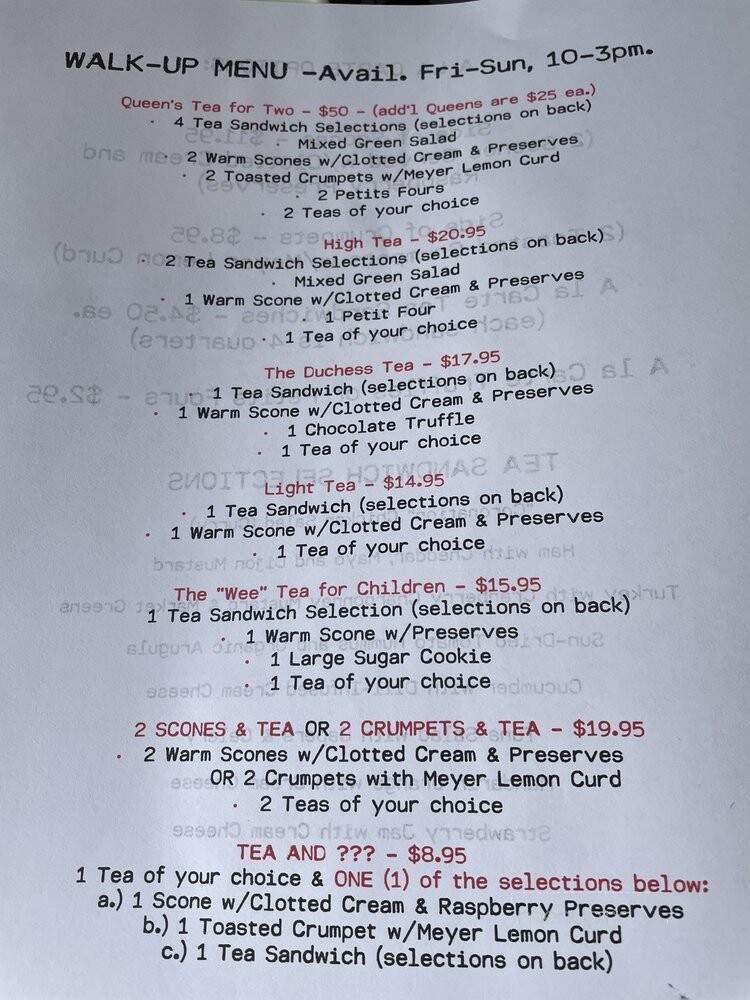 WALK-UP MENU -Avail. Fri-Sun, 10-3pm.
Queen's Tea for Two - $50 - (add'l Queens are $25 ea.)
· 4 Tea Sandwich Selections (selections on back)
· Mixed Green Salad
· 2 Warm Scones w/Clotted Cream & Preserves
· 2 Toasted Crumpets w/Meyer Lemon Curd
· 2 Petits Fours
· 2 Teas of your choice
High Tea - $20.95
· 2 Tea Sandwich Selections (selections on back)
· Mixed Green Salad
· 1 Warm Scone w/Clotted Cream & Preserves
· 1 Petit Four
· 1 Tea of your choice
The Duchess Tea - $17.95
· 1 Tea Sandwich (selections on back)
· 1 Warm Scone w/Clotted Cream & Preserves
· 1 Chocolate Truffle
· 1 Tea of your choice
Light Tea - $14.95
· 1 Tea Sandwich (selections on back)
· 1 Warm Scone w/Clotted Cream & Preserves
· 1 Tea of your choice
The "Wee" Tea for Children - $15.95
1 Tea Sandwich Selection (selections on back)
· 1 Warm Scone w/Preserves
· 1 Large Sugar Cookie
· 1 Tea of your choice
2 SCONES & TEA OR 2 CRUMPETS & TEA - $19.95
· 2 Warm Scones w/Clotted Cream & Preserves
OR 2 Crumpets with Meyer Lemon Curd
· 2 Teas of your choice
TEA AND ??? - $8.95
1 Tea of your choice & ONE (1) of the selections below:
a.) 1 Scone w/Clotted Cream & Raspberry Preserves
b.) 1 Toasted Crumpet w/Meyer Lemon Curd
c.) 1 Tea Sandwich (selections on back)